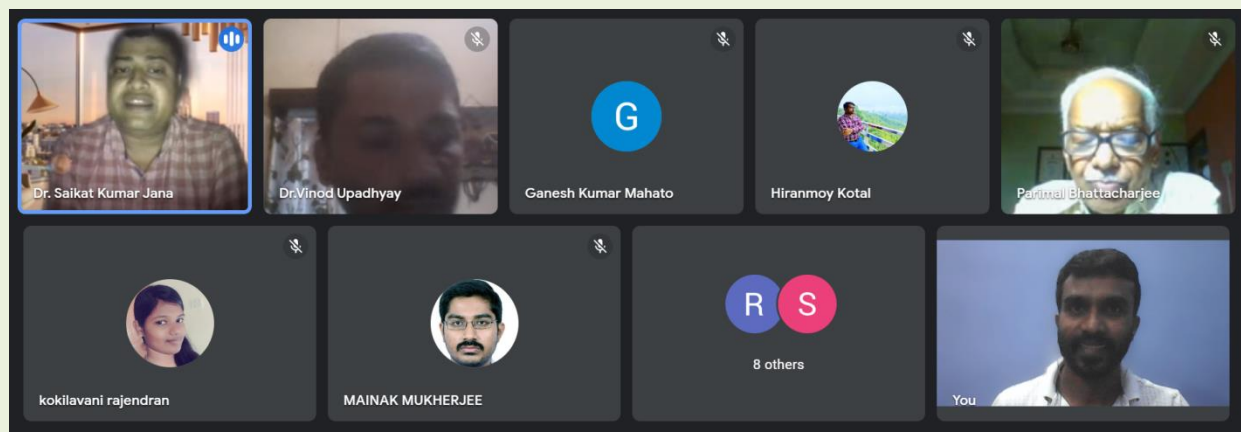 Dr. Saikat Kumar Jana
Dr.Vinod Upadhyay
G
Ganesh Kumar Mahato
Hiranmoy Kotal
Parimal Bhattacharjee
kokilavani rajendran
MAINAK MUKHERJEE
R S
8 others
You